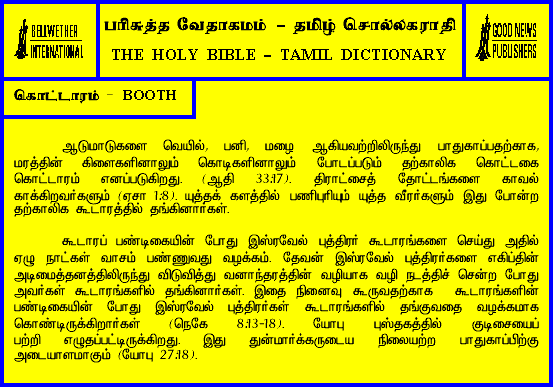 BELLWETHER
INTERNATIONAL
பரிசுத்த வேதாகமம் - தமிழ் சொல்லகராதி
THE HOLY BIBLE - TAMIL DICTIONARY
GOOD NEWS
PUBLISHERS
கொட்டாரம் - BOOTH
ஆடுமாடுகளை வெயில், பனி, மழை ஆகியவற்றிலிருந்து பாதுகாப்பதற்காக,
மரத்தின் கிளைகளினாலும் கொடிகளினாலும் போடப்படும் தற்காலிக கொட்டகை
கொட்டாரம் எனப்படுகிறது. (ஆதி 33:17). திராட்சைத் தோட்டங்களை காவல்
காக்கிறவர்களும் (ஏசா 1:8). யுத்தக் களத்தில் பணிபுரியும் யுத்த வீரர்களும் இது போன்ற
தற்காலிக கூடாரத்தில் தங்கினார்கள்.
கூடாரப் பண்டிகையின் போது இஸ்ரவேல் புத்திரர் கூடாரங்களை செய்து அதில்
ஏழு நாட்கள் வாசம் பண்ணுவது வழக்கம். தேவன் இஸ்ரவேல் புத்திரர்களை எகிப்தின்
அடிமைத்தனத்திலிருந்து விடுவித்து வனாந்தரத்தின் வழியாக வழி நடத்திச் சென்ற போது
அவர்கள் கூடாரங்களில் தங்கினார்கள். இதை நினைவு கூருவதற்காக கூடாரங்களின்
பண்டிகையின் போது இஸ்ரவேல் புத்திரர்கள் கூடாரங்களில் தங்குவதை வழக்கமாக
கொண்டிருக்கிறார்கள் (நெகே 8:13-18). யோபு புஸ்தகத்தில் குடிசையைப்
பற்றி எழுதப்பட்டிருக்கிறது. இது துன்மார்க்கருடைய நிலையற்ற பாதுகாப்பிற்கு
அடையாளமாகும் (யோபு 27:18).